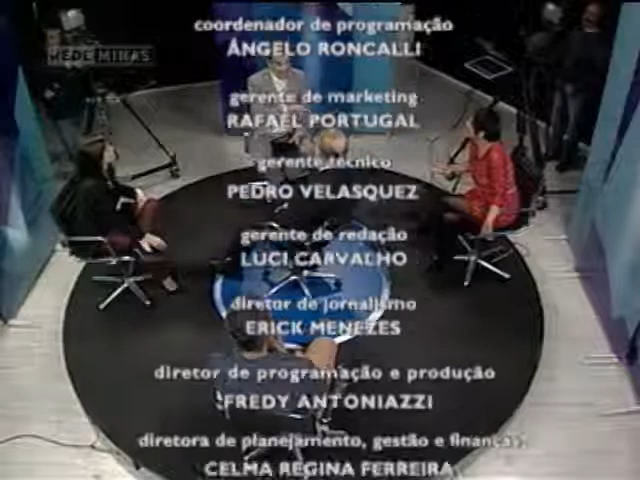 coordenador de programação
ÂNGELO RONCALLI
REDE MINAS
gerente de marketing
RAFAEL PORTUGAL
gerente técnico
PEDRO VELASQUEZ
gerente de redação
LUCI CARVALHO
diretor de jornalismo
ERICK MENEZES
diretor de programação e produção
FREDY ANTONIAZZI
diretora de planejamento, gestão e finanças
CELMA REGINA FERREIRA